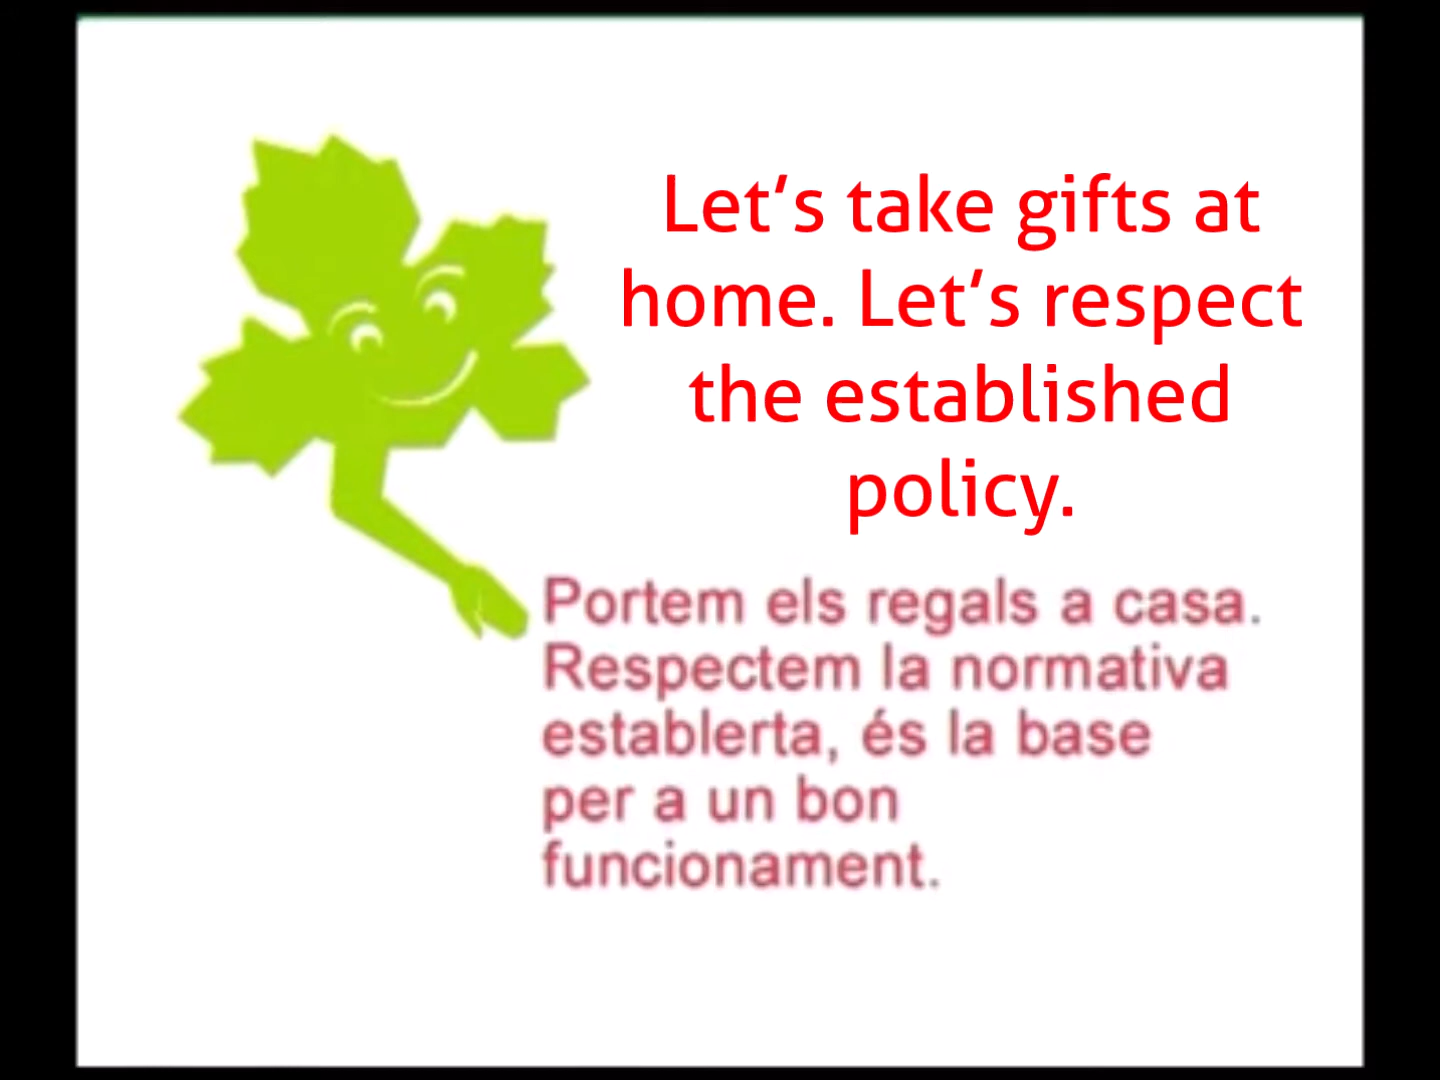 Let's take gifts at
home. Let's respect
the established
policy.
Portem els regals a casa.
Respectem la normativa
establerta, és la base
per a un bon
funcionament.